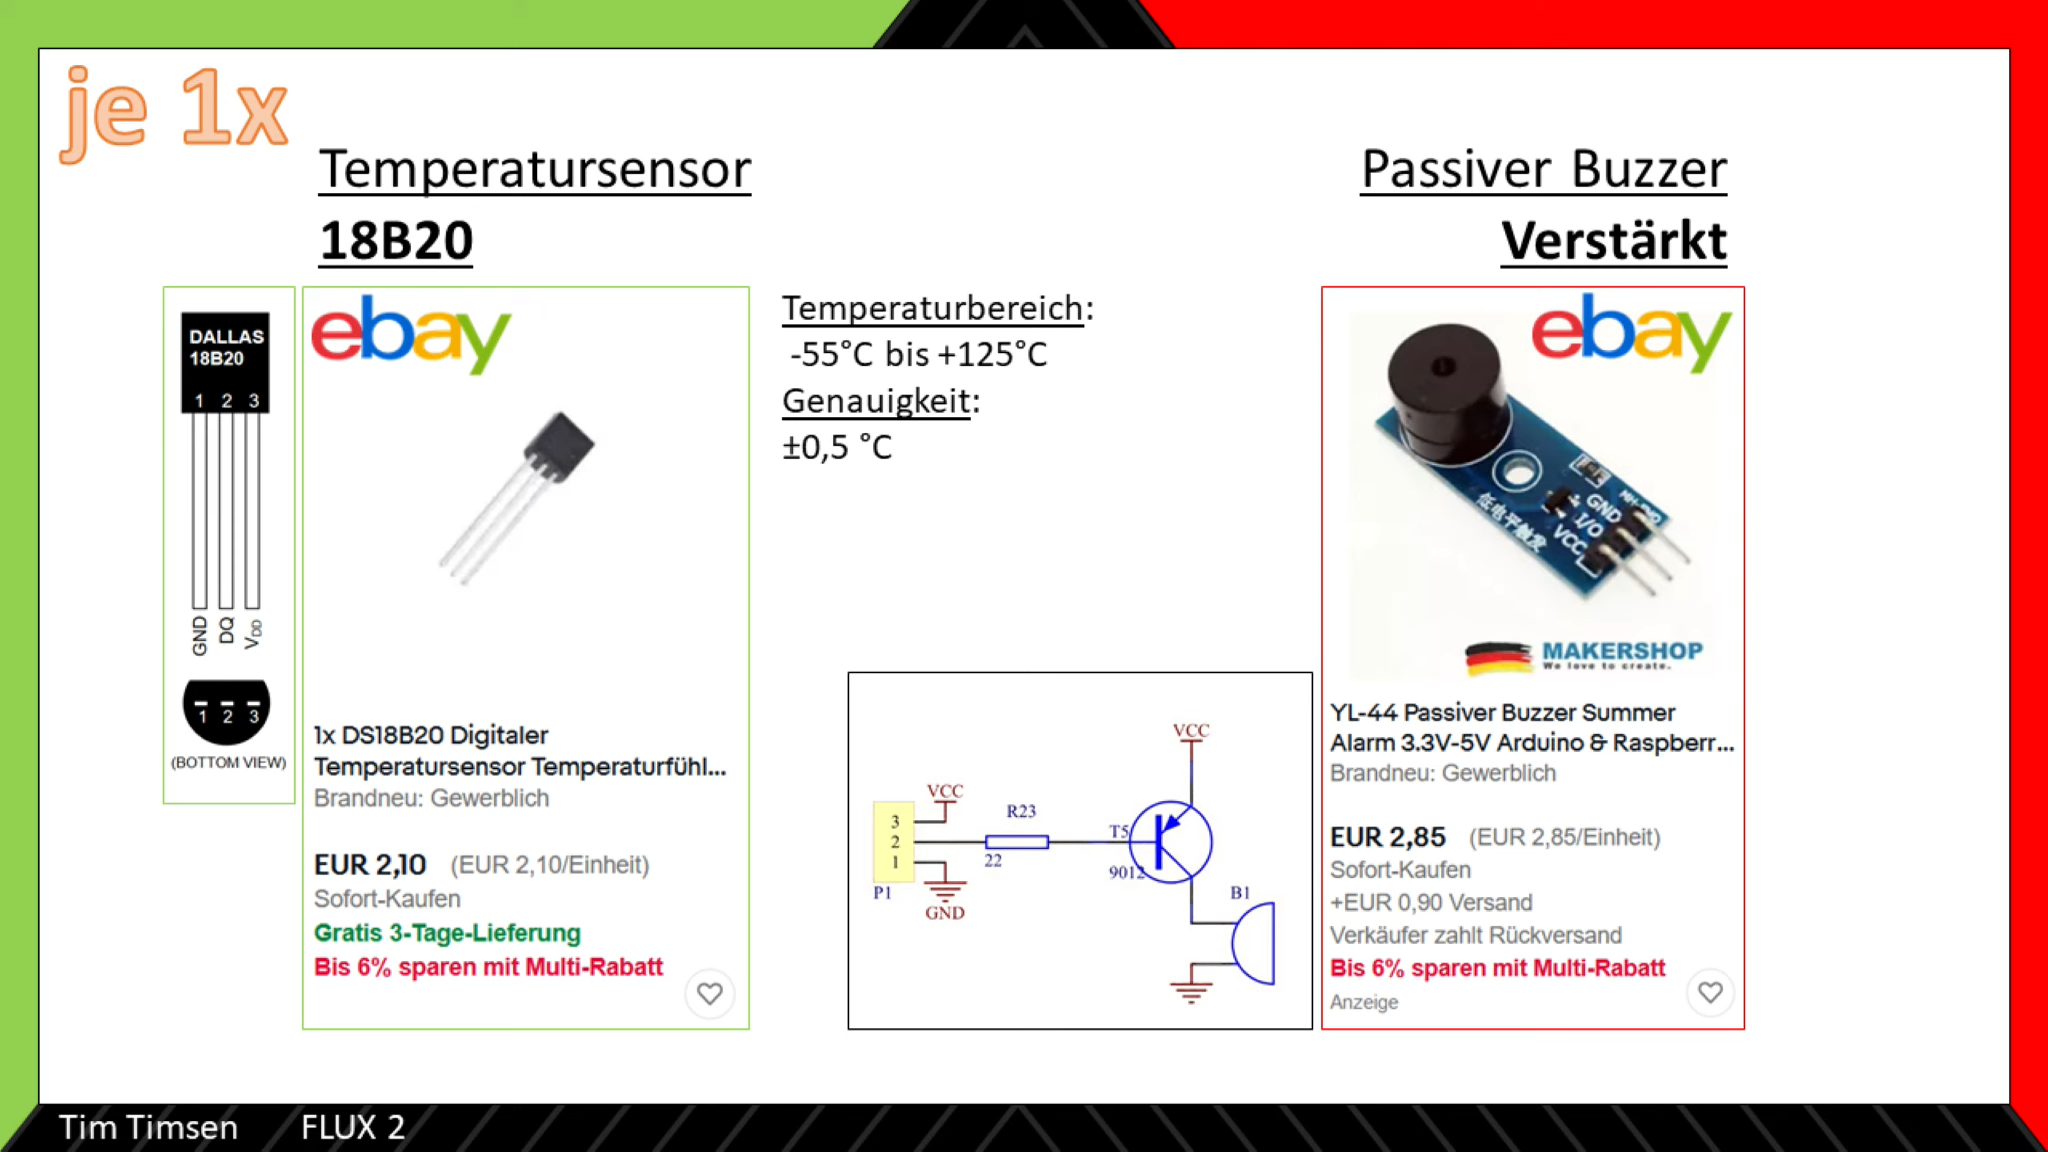 je 1x
Temperatursensor
18B20
Passiver Buzzer
Verstärkt
DALLAS
18B20
1 2 3
GND
DQ
VDD
1 2 3
(BOTTOM VIEW)
ebay
1x DS18B20 Digitaler
Temperatursensor Temperaturfühl...
Brandneu: Gewerblich
EUR 2,10 (EUR 2,10/Einheit)
Sofort-Kaufen
Gratis 3-Tage-Lieferung
Bis 6% sparen mit Multi-Rabatt
Temperaturbereich:
-55°C bis +125°C
Genauigkeit:
±0,5 °C
VCC
VCC
R23
3
2
1
22
T5
9012
P1
GND
B1
ebay
低电平触发
GND
I/O
VCC
MAKERSHOP
We love to create.
YL-44 Passiver Buzzer Summer
Alarm 3.3V-5V Arduino & Raspberr...
Brandneu: Gewerblich
EUR 2,85 (EUR 2,85/Einheit)
Sofort-Kaufen
+EUR 0,90 Versand
Verkäufer zahlt Rückversand
Bis 6% sparen mit Multi-Rabatt
Anzeige
Tim Timsen FLUX 2